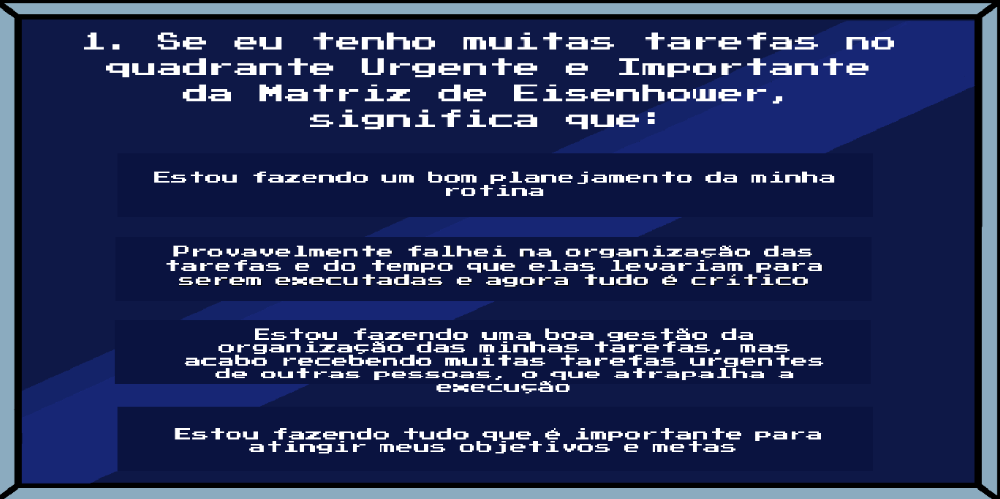 1. Se eu tenho muitas tarefas no
quadrante Urgente e Importante
da Matriz de Eisenhower,
significa que:
Estou fazendo um bom planejamento da minha
rotina
Provavelmente falhei na organização das
tarefas e do tempo que elas levariam para
serem executadas e agora tudo é crítico
Estou fazendo uma boa gestão da
organização das minhas tarefas, mas
acabo recebendo muitas tarefas urgentes
de outras pessoas, o que atrapalha a
execução
Estou fazendo tudo que é importante para
atingir meus objetivos e metas